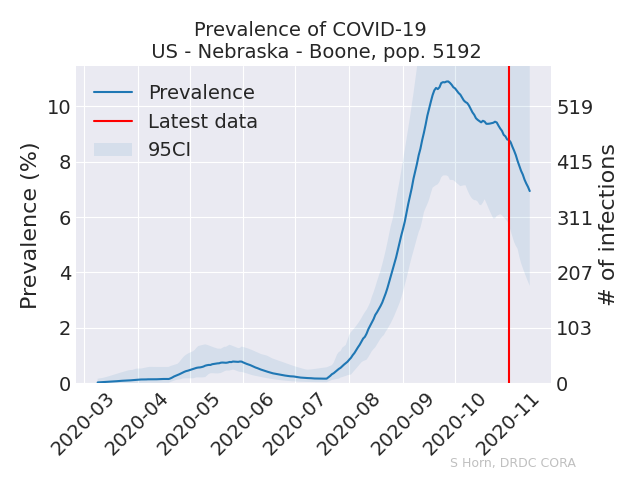 Prevalence of COVID-19
US - Nebraska - Boone, pop. 5192
Prevalence
Latest data
95CI
Prevalence (%)
10
8
6
4
2
0
# of infections
519
415
311
207
103
0
2020-03
2020-04
2020-05
2020-06
2020-07
2020-08
2020-09
2020-10
2020-11
S Horn, DRDC CORA